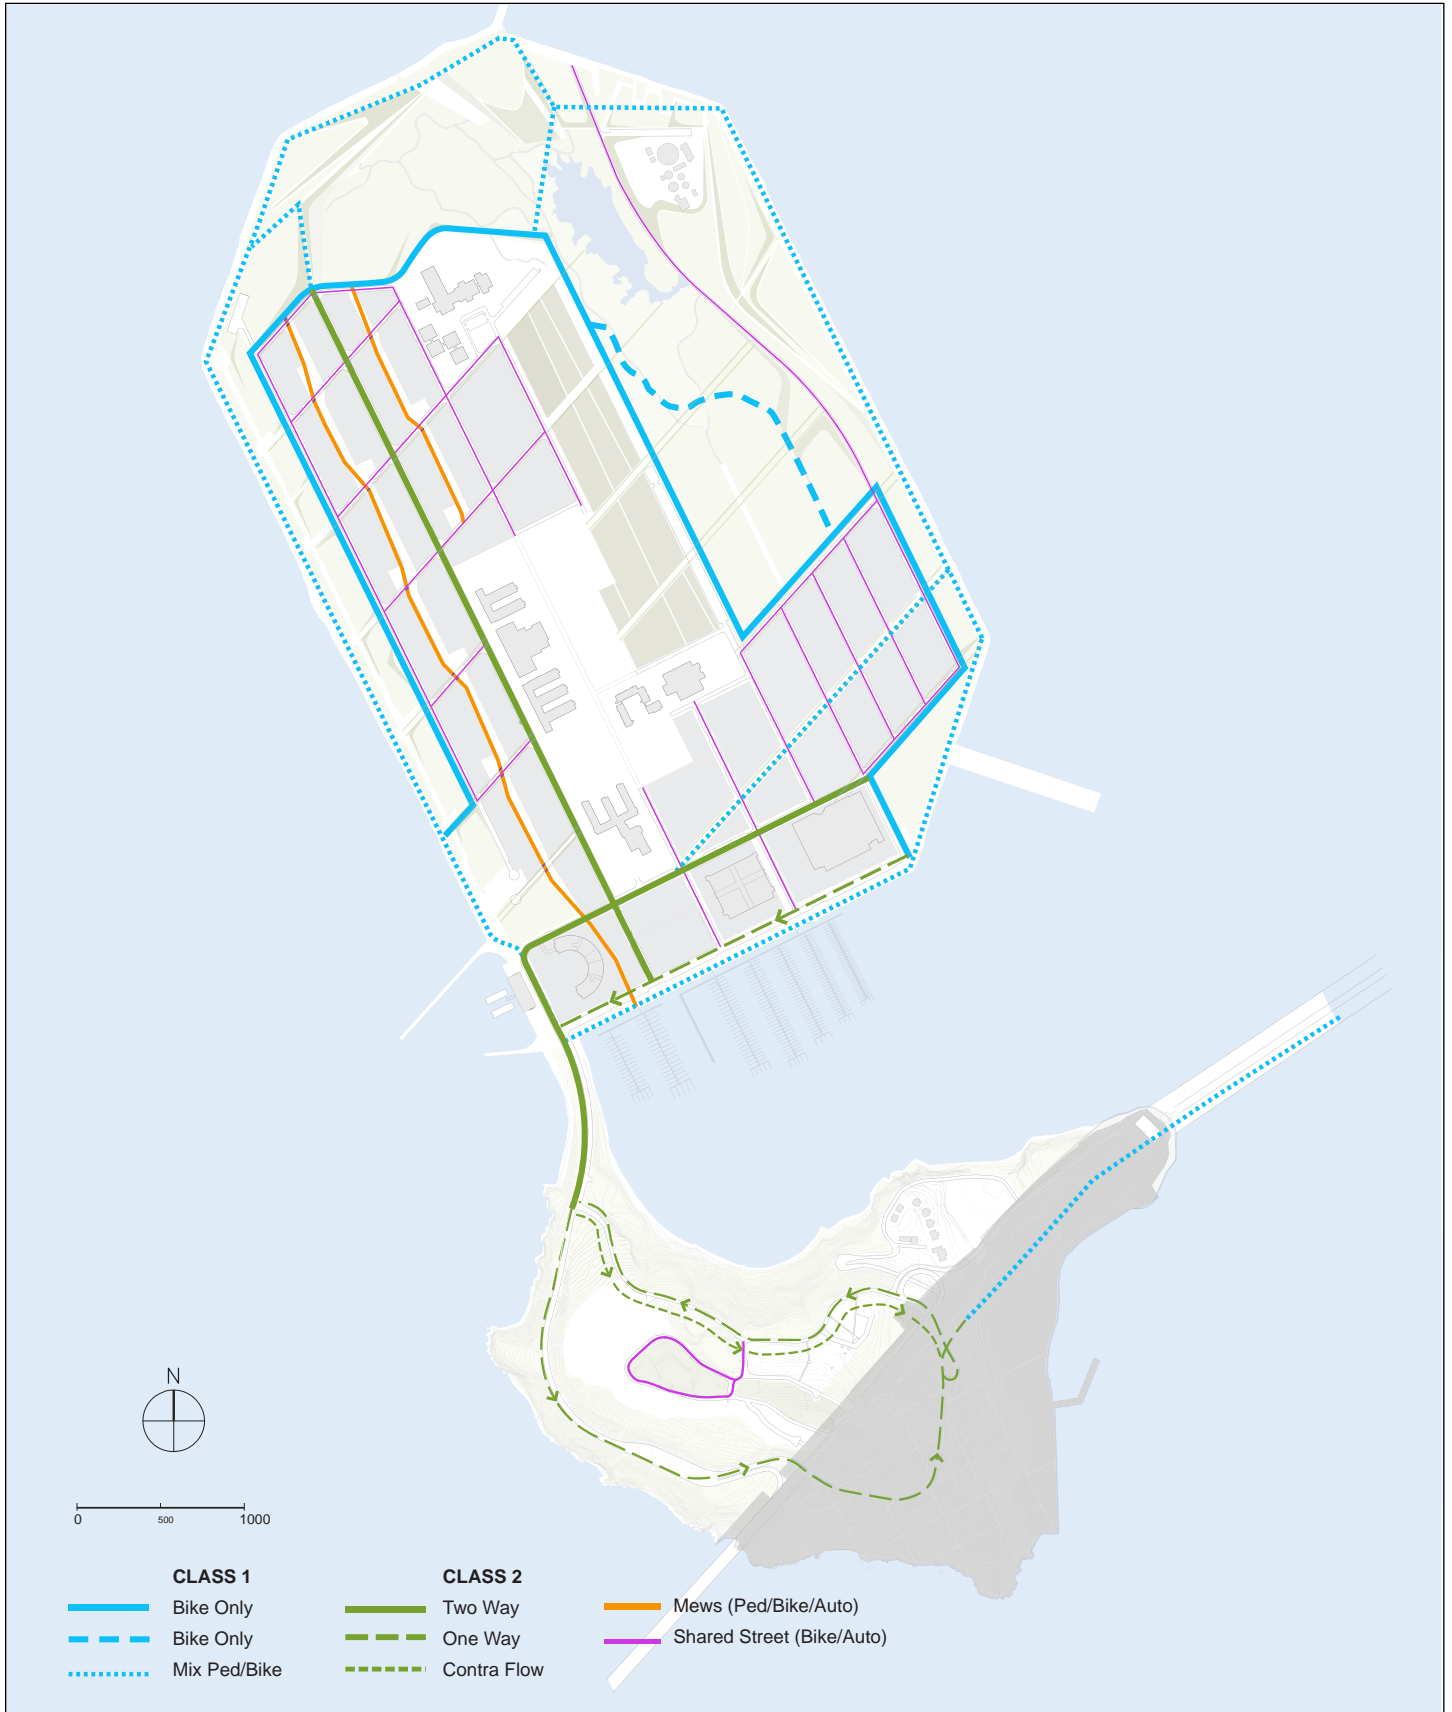 N
0 500 1000
CLASS 1
Bike Only
Bike Only
Mix Ped/Bike
CLASS 2
Two Way
One Way
Contra Flow
Mews (Ped/Bike/Auto)
Shared Street (Bike/Auto)